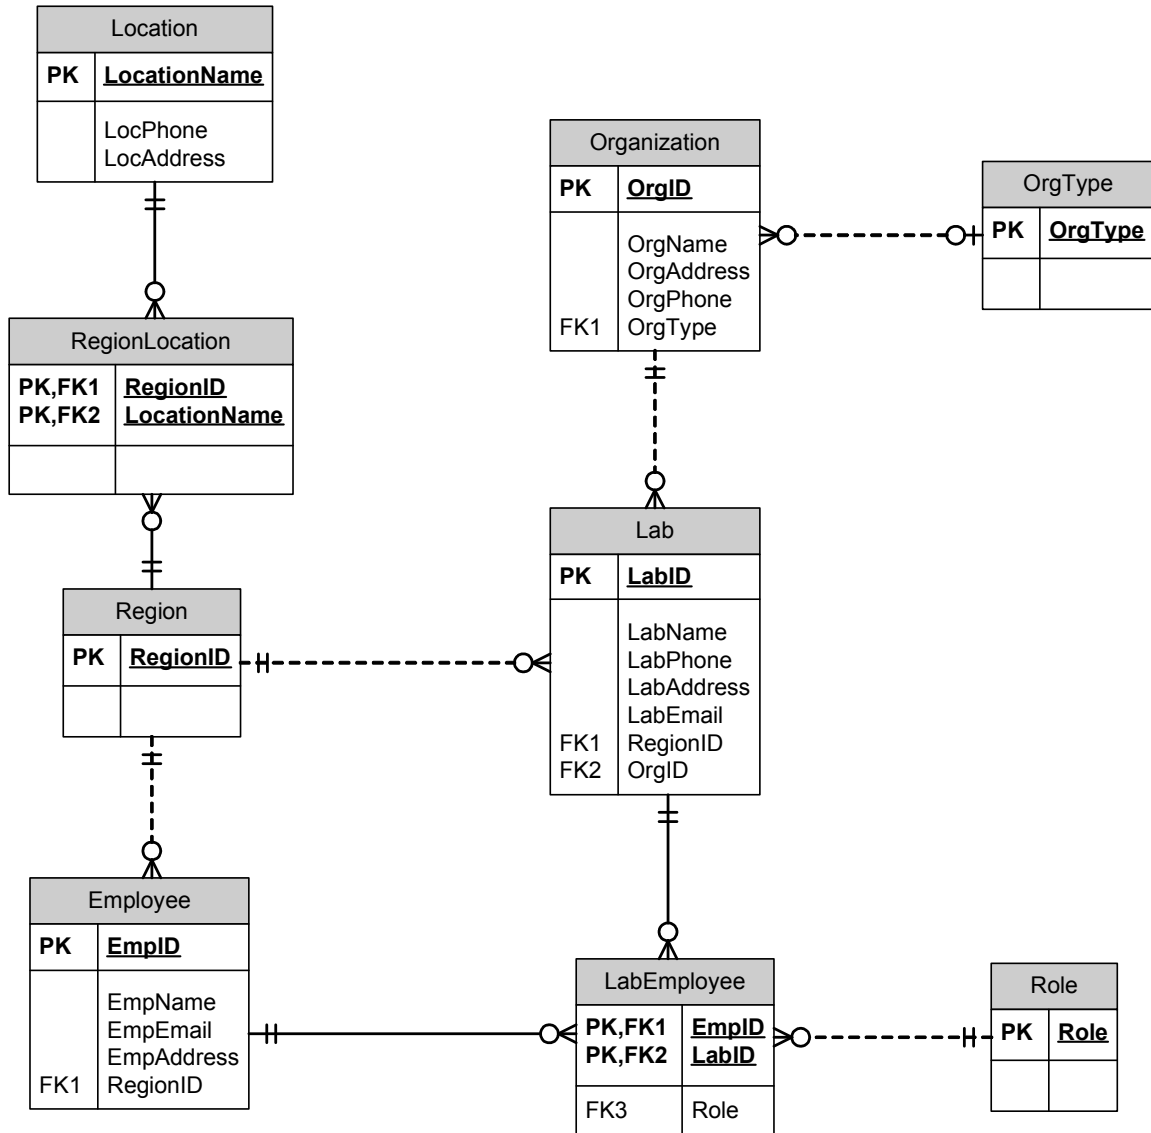 Location
PK LocationName
LocPhone
LocAddress
Organization
PK OrgID
OrgName
OrgAddress
OrgPhone
FK1 OrgType
OrgType
PK OrgType
RegionLocation
PK,FK1 RegionID
PK,FK2 LocationName
Lab
PK LabID
LabName
LabPhone
LabAddress
LabEmail
FK1 RegionID
FK2 OrgID
Region
PK RegionID
Employee
PK EmpID
EmpName
EmpEmail
EmpAddress
FK1 RegionID
LabEmployee
PK,FK1 EmpID
PK,FK2 LabID
FK3 Role
Role
PK Role